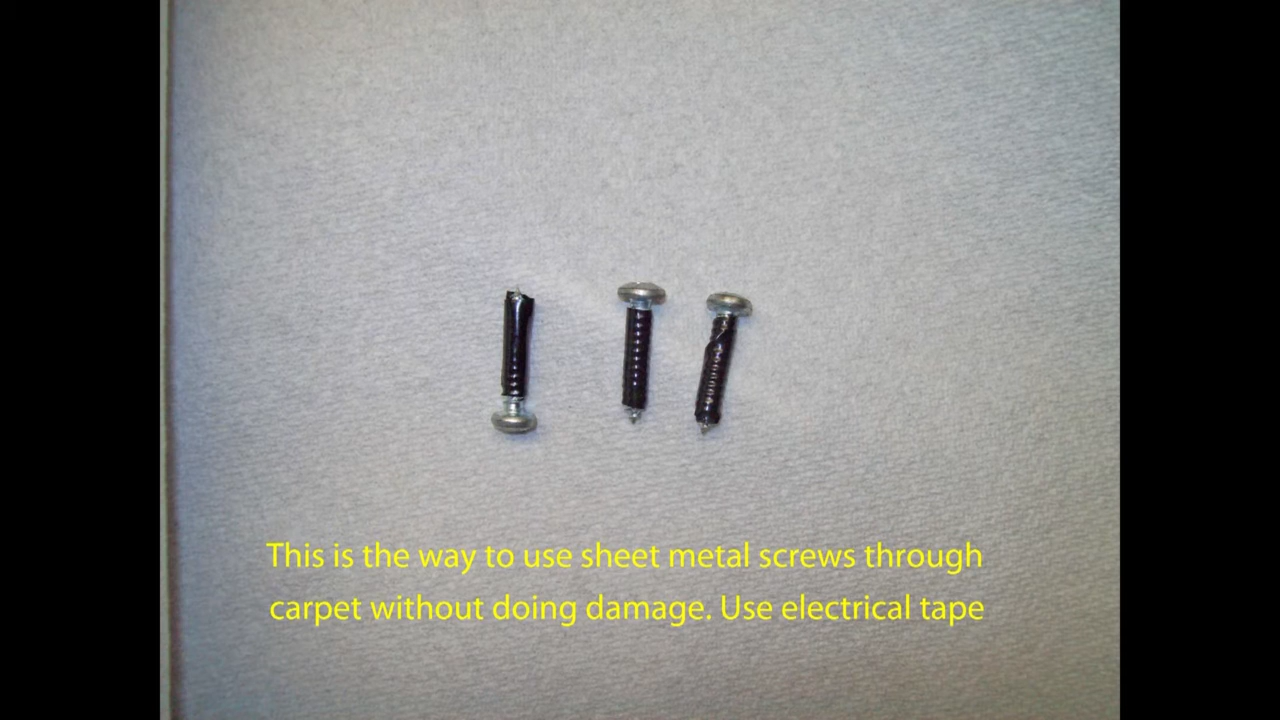 This is the way to use sheet metal screws through
carpet without doing damage. Use electrical tape